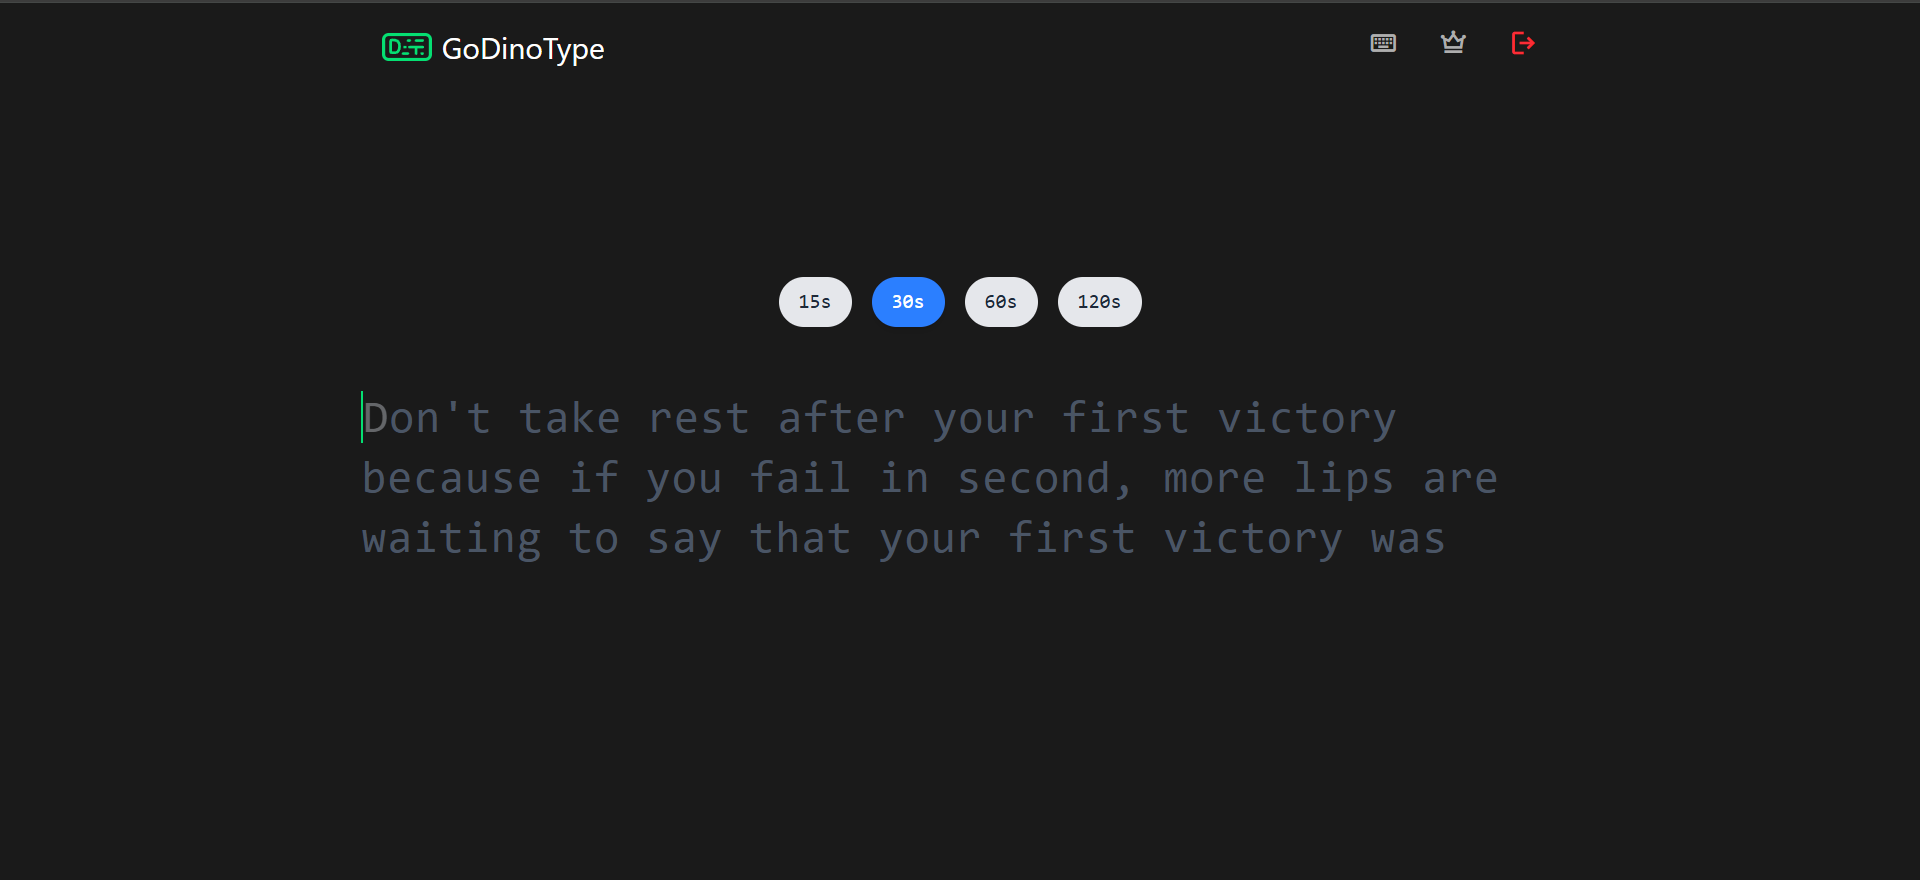 GoDinoType
15s
30s
60s
120s
Don't take rest after your first victory
because if you fail in second, more lips are
waiting to say that your first victory was